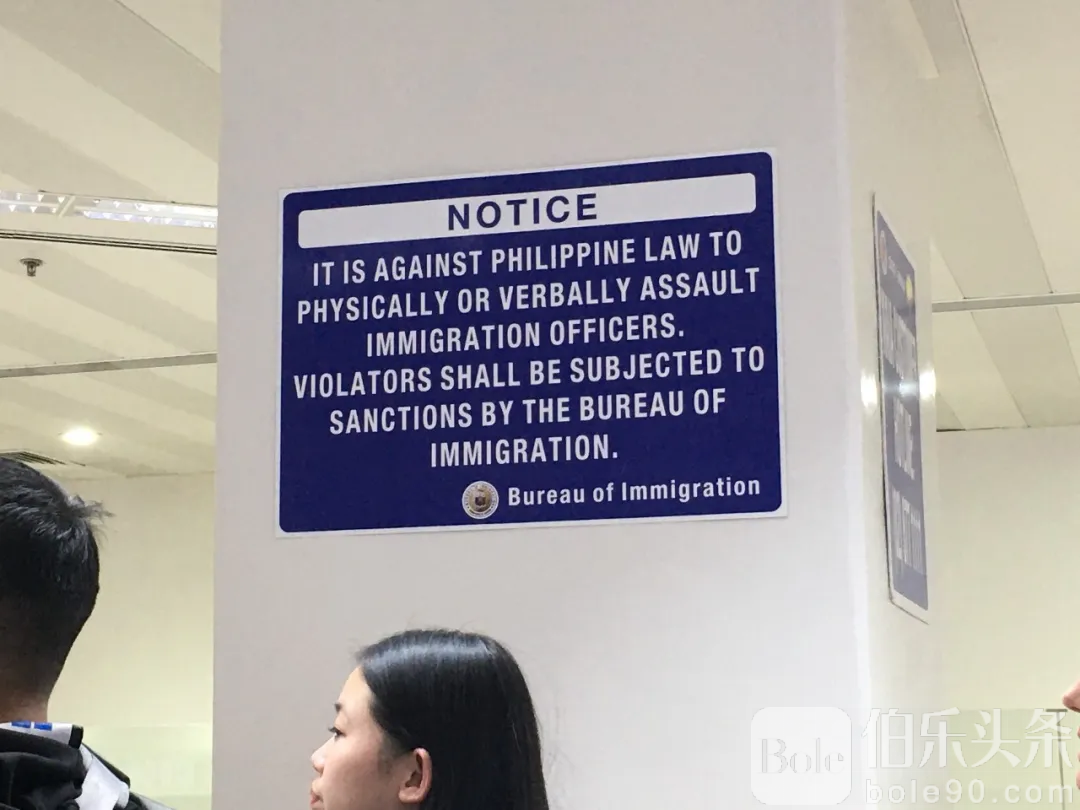 NOTICE
IT IS AGAINST PHILIPPINE LAW TO
PHYSICALLY OR VERBALLY ASSAULT
IMMIGRATION OFFICERS.
VIOLATORS SHALL BE SUBJECTED TO
SANCTIONS BY THE BUREAU OF
IMMIGRATION.
Bureau of Immigration
Bole
伯乐头条
bole90.com